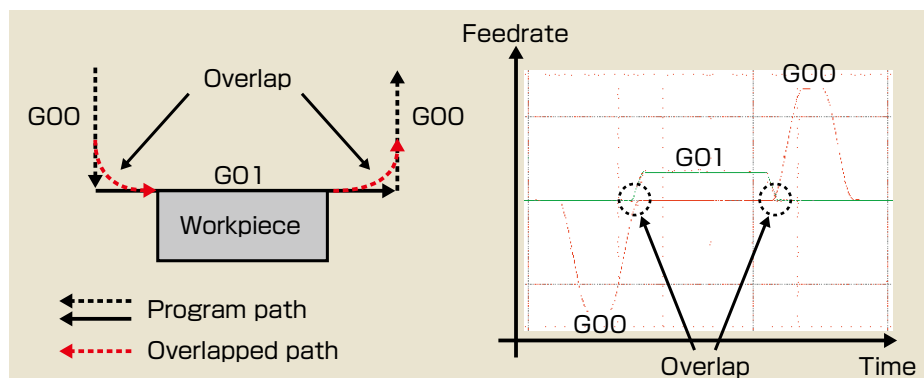 Overlap
G00
G00
G01
Workpiece
Program path
Overlapped path
Feedrate
G00
G01
G00
Overlap
Time